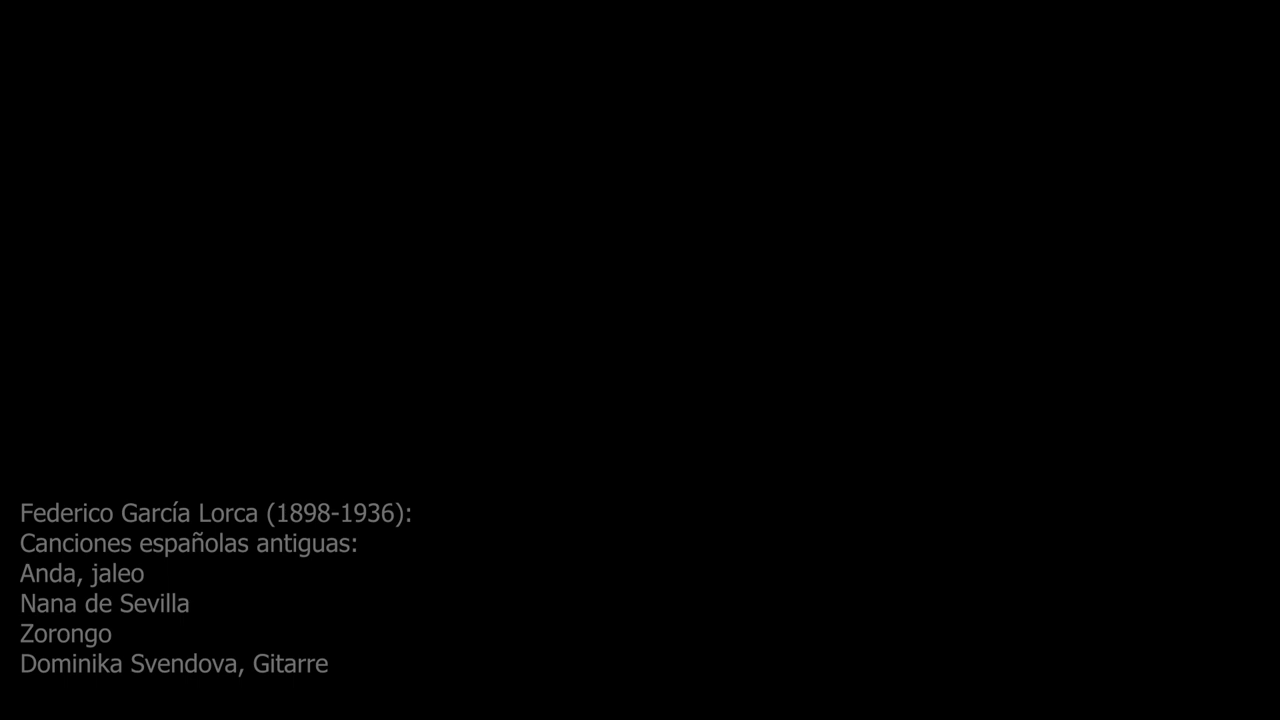 Federico García Lorca (1898-1936):
Canciones españolas antiguas:
Anda, jaleo
Nana de Sevilla
Zorongo
Dominika Svendova, Gitarre